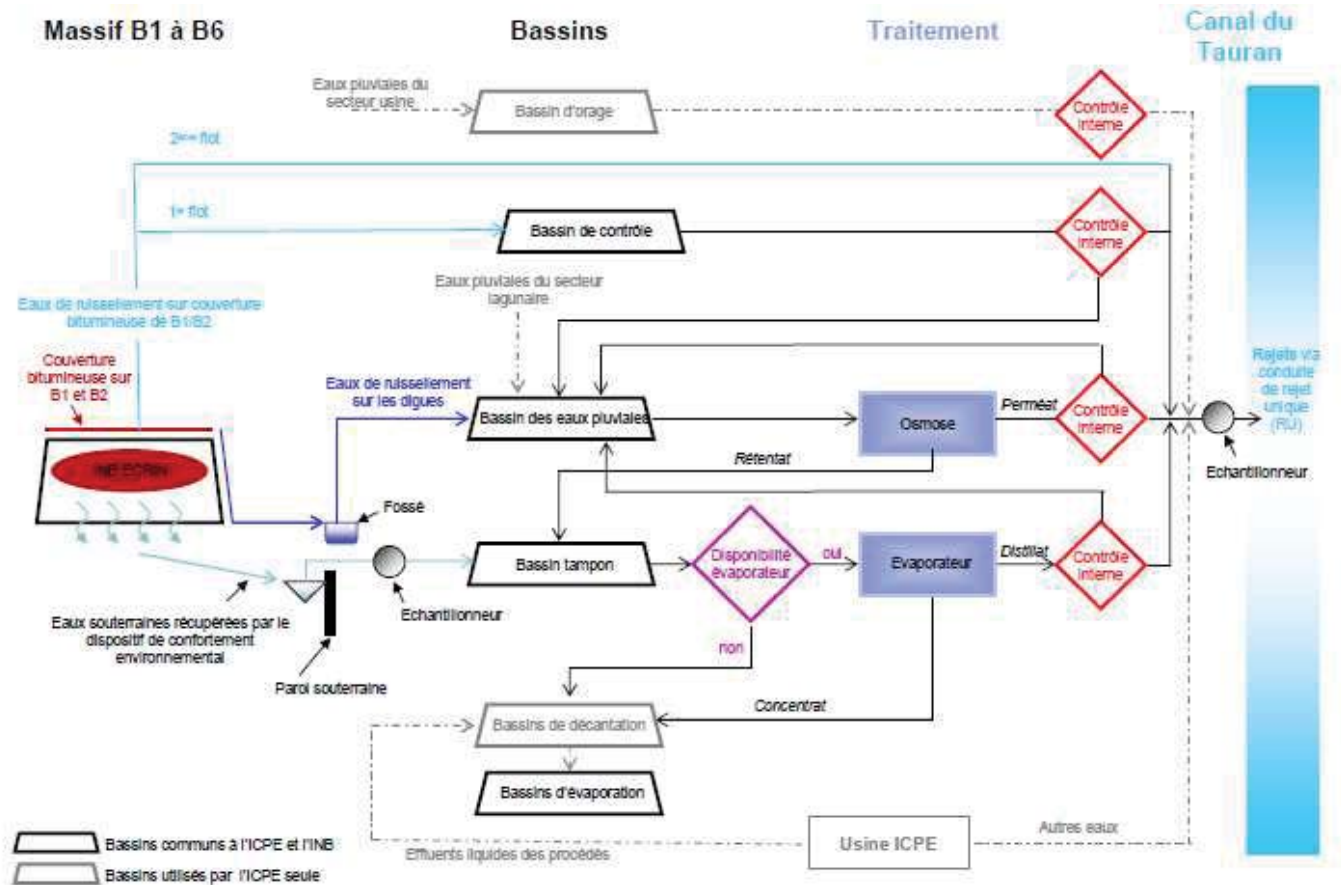 Massif B1 à B6
Bassins
Traitement
Canal du
Tauran
Eaux pluviales du
secteur usine
Bassin d'orage
Contrôle
Interne
flot
flot
Bassin de contrôle
Contrôle
Interne
Eaux pluviales du secteur
lagunaire
Eaux de ruissellement sur couverture
bitumineuse de B1/B2
Couverture
bitumineuse sur
B1 et B2
Eaux de ruissellement
sur les digues
Bassin des eaux pluviales
Osmose
Perméat
Contrôle
Interne
Rejets via
conduite
de rejet
unique
(RU)
Echantillonneur
INB ECRIN
Rétentat
Fossé
Bassin tampon
Disponibilité
évaporateur
oui
Evaporateur
Distillat
Contrôle
Interne
Echantillonneur
Eaux souterraines récupérées par le
dispositif de confortement
environnemental
Paroi souterraine
non
Concentrat
Bassins de décantation
Bassins d'évaporation
Bassins communs à l'ICPE et l'INB
Bassins utilisés par l'ICPE seule
Effluents liquides des procédés
Usine ICPE
Autres eaux